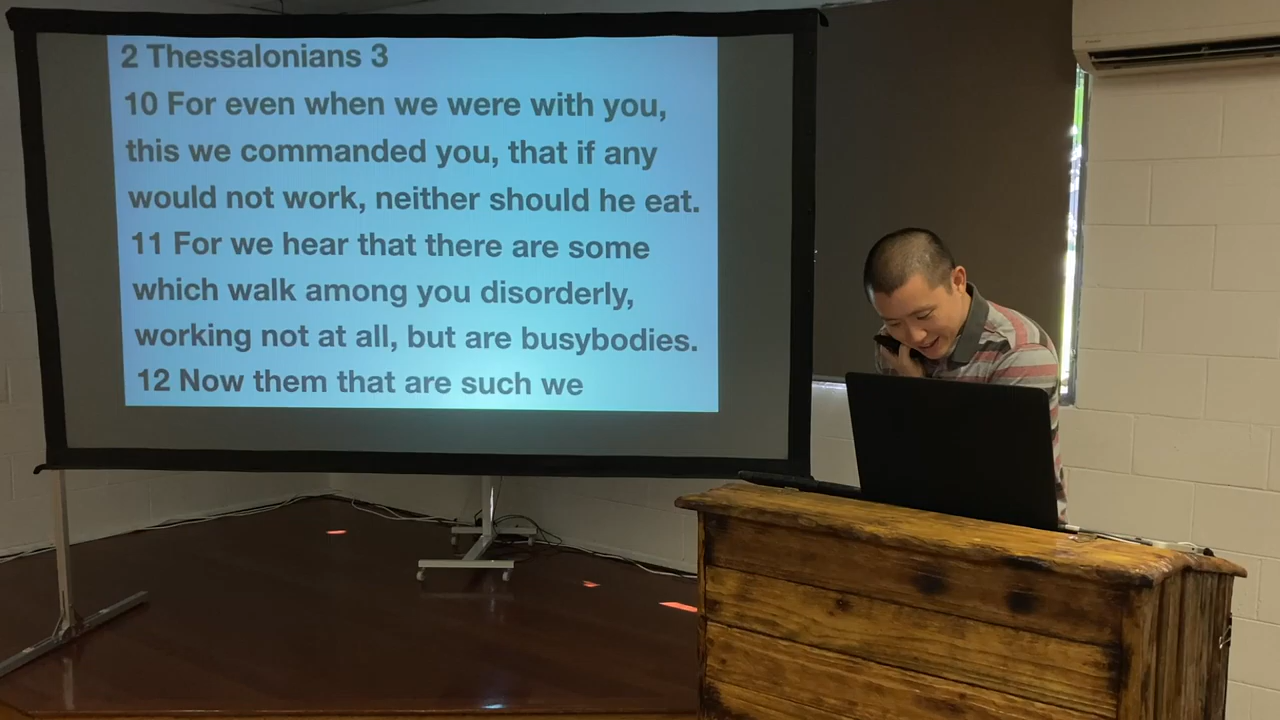 2 Thessalonians 3
10 For even when we were with you,
this we commanded you, that if any
would not work, neither should he eat.
11 For we hear that there are some
which walk among you disorderly,
working not at all, but are busybodies.
12 Now them that are such we